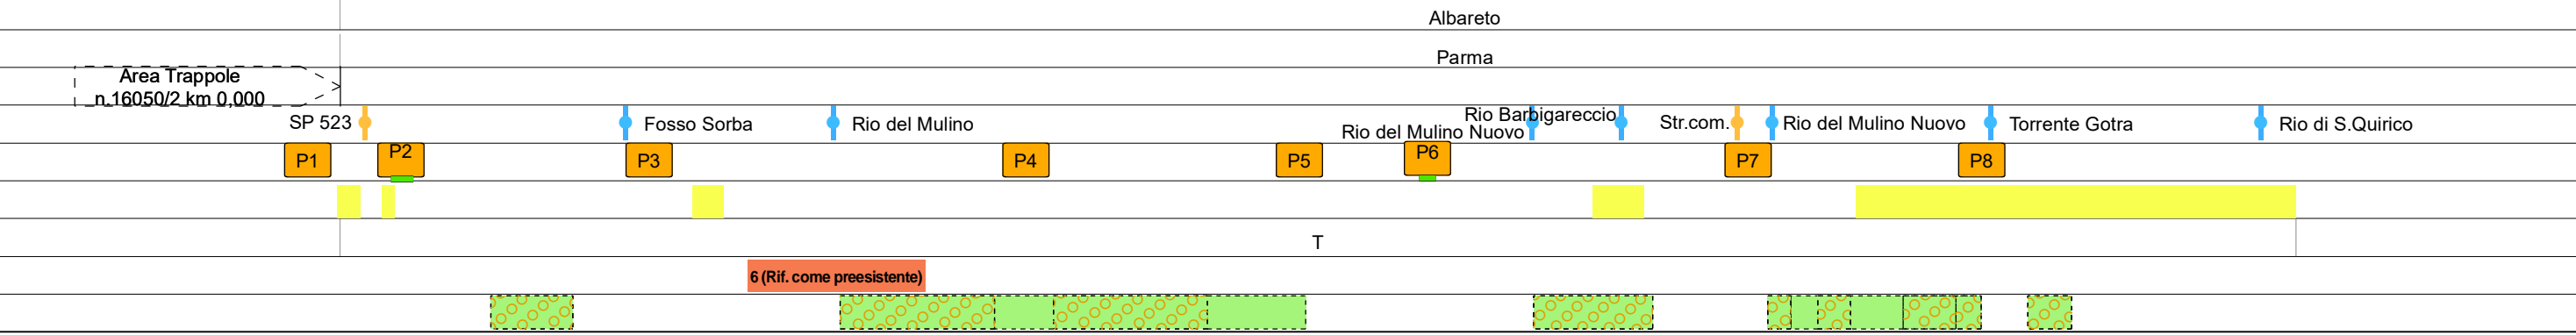 Albareto
Parma
Area Trappole
n.16050/2 km 0,000
SP 523
Fosso Sorba
Rio del Mulino
Rio Barbigareccio
Rio del Mulino Nuovo
Str.com.
Rio del Mulino Nuovo
Torrente Gotra
Rio di S.Quirico
P1
P2
P3
P4
P5
P6
P7
P8
T
6 (Rif. come preesistente)